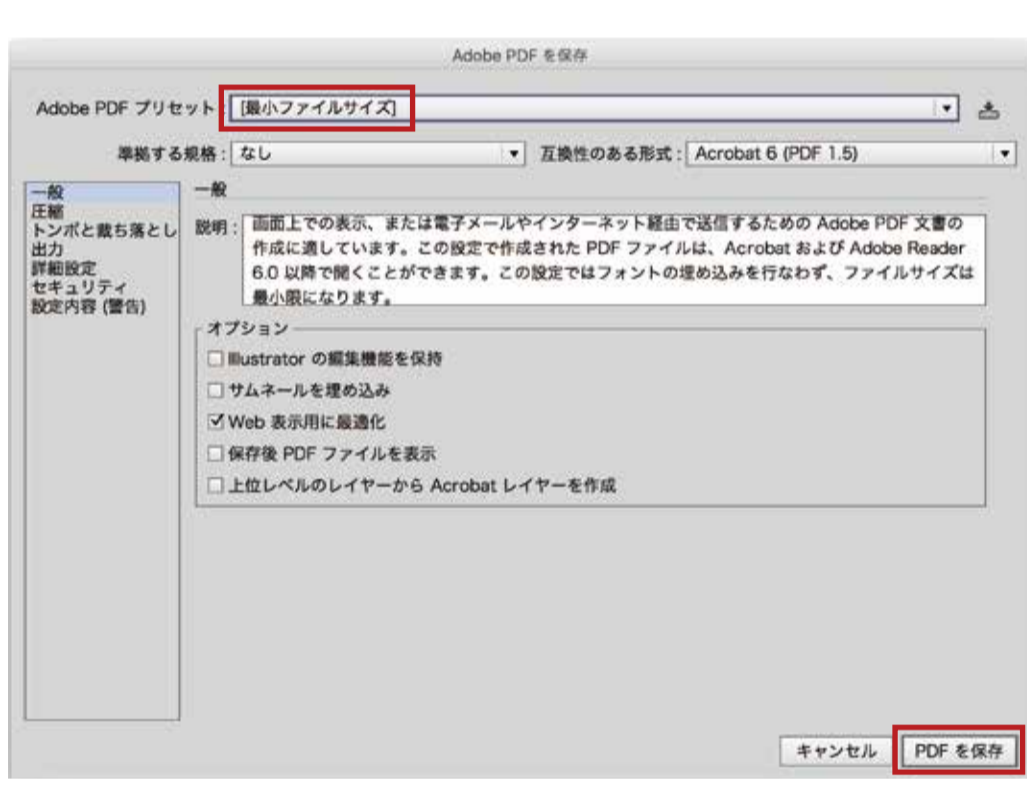 Adobe PDF を保存
Adobe PDF プリセット： [最小ファイルサイズ]
準拠する規格： なし 互換性のある形式： Acrobat 6 (PDF 1.5)
一般
圧縮
トンボと裁ち落とし
出力
詳細設定
セキュリティ
設定内容 (警告)
一般
説明： 画面上での表示、または電子メールやインターネット経由で送信するための Adobe PDF 文書の
作成に適しています。この設定で作成された PDF ファイルは、Acrobat および Adobe Reader
6.0 以降で開くことができます。この設定ではフォントの埋め込みを行なわず、ファイルサイズは
最小限になります。
オプション
Illustrator の編集機能を保持
サムネールを埋め込み
Web 表示用に最適化
保存後 PDF ファイルを表示
上位レベルのレイヤーから Acrobat レイヤーを作成
キャンセル PDF を保存